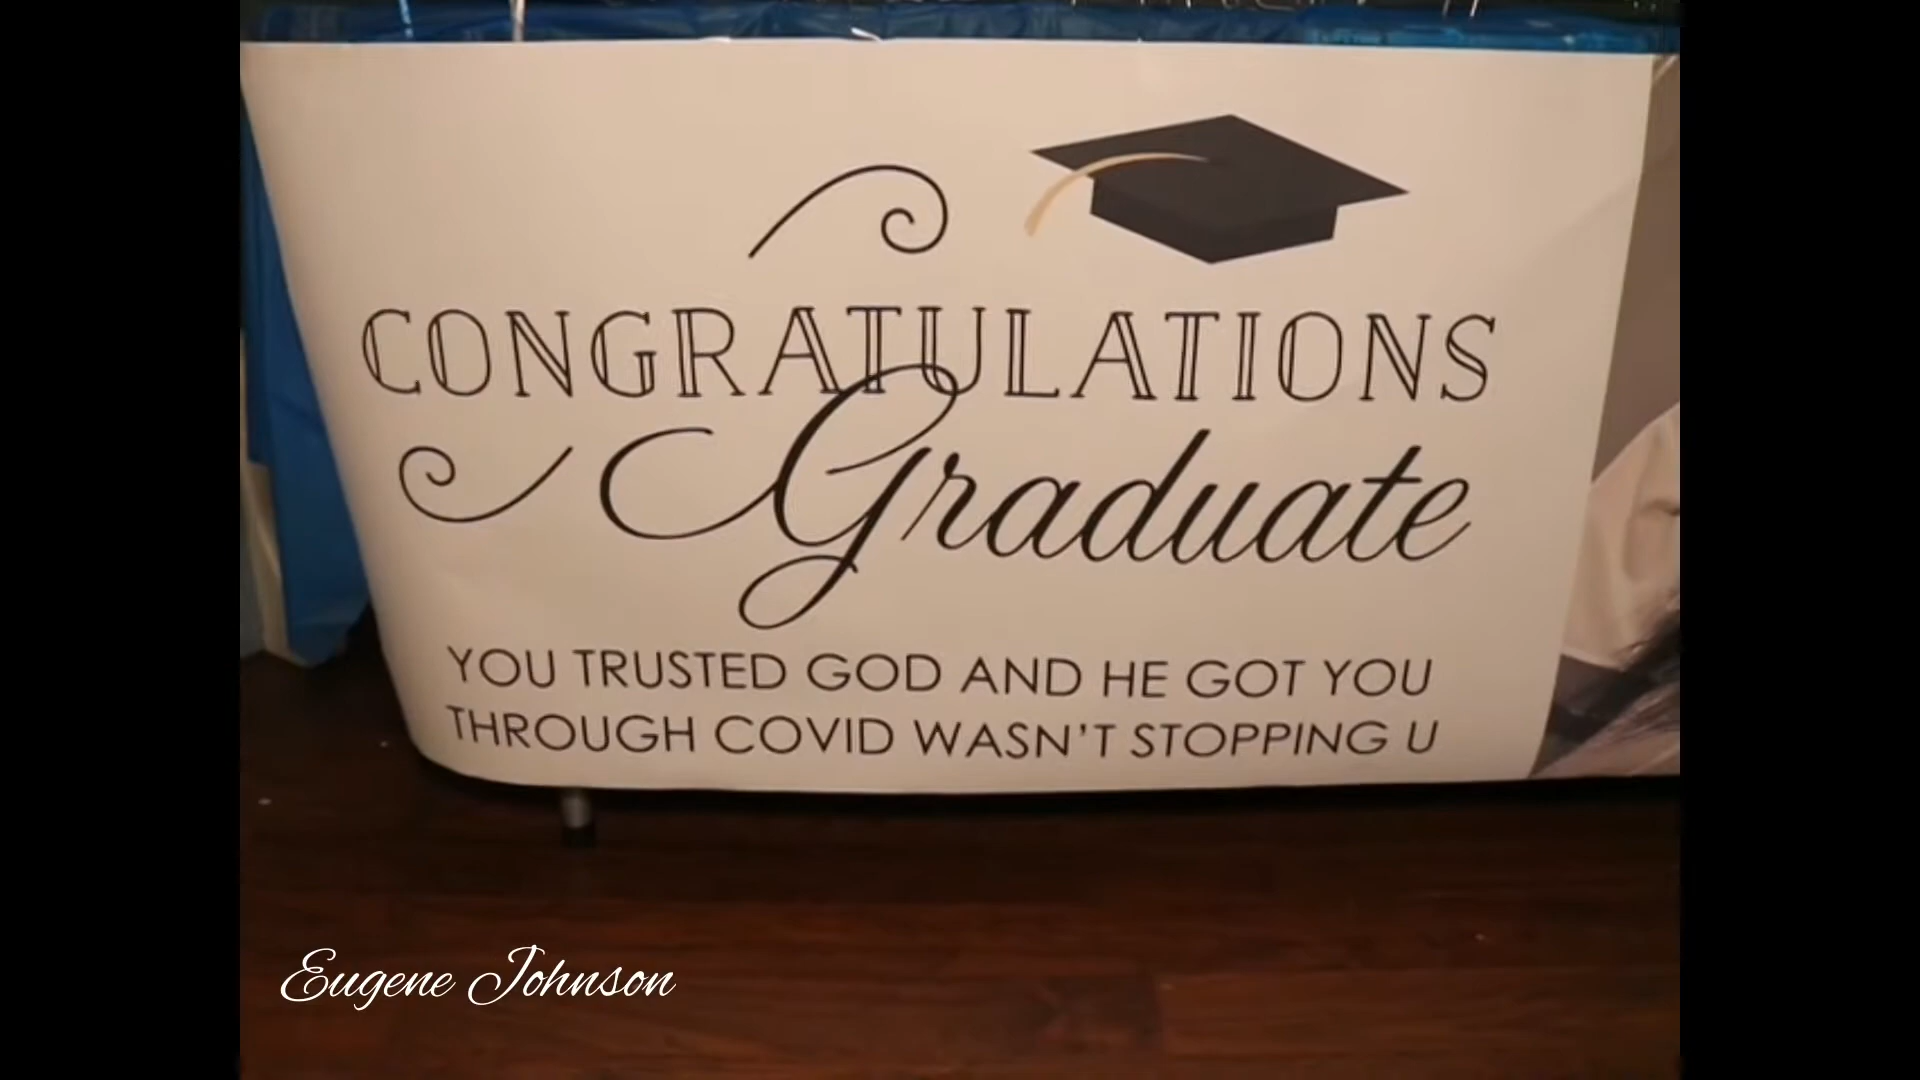 CONGRATULATIONS
Graduate
YOU TRUSTED GOD AND HE GOT YOU
THROUGH COVID WASN'T STOPPING U
Eugene Johnson